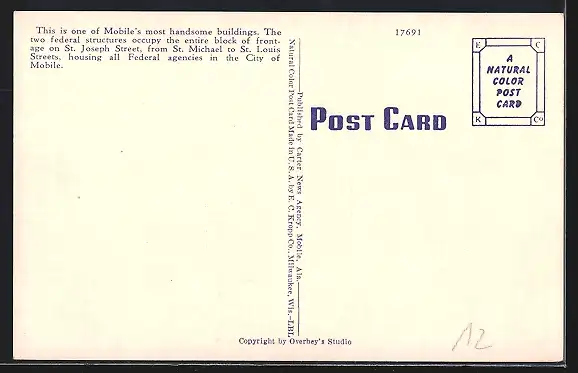 This is one of Mobile's most handsome buildings. The
two federal structures occupy the entire block of front-
age on St. Joseph Street, from St. Michael to St. Louis
Streets, housing all Federal agencies in the City of
Mobile.
Published by Carter News Agency, Mobile, Ala.
Natural Color Post Card Made in U. S. A. by E. C. Kropp Co., Milwaukee, Wis.—LBL
17691
POST CARD
E C
A
NATURAL
COLOR
POST
CARD
K Co
Copyright by Overbey's Studio
12